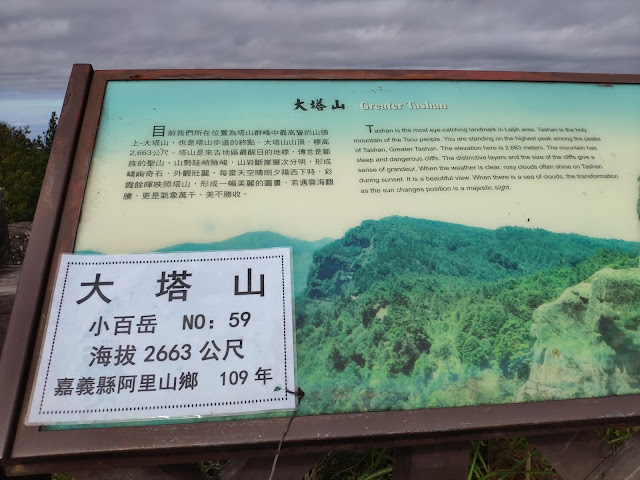 大塔山 Greater Tashan
目前我們所在位置為塔山群峰中最高聳的山頭
上-大塔山，也是塔山步道的終點。大塔山山頂，標高
2,663公尺。塔山是來吉地區最醒目的地標，傳言是鄒
族的聖山，山勢陡峭險峻，山岩斷崖層次分明，形成
嶙峋奇石，外觀壯麗，每當天空晴朗夕陽西下時，彩
霞餘暉映照塔山，形成一幅美麗的圖畫，若遇雲海翻
騰，更是氣象萬千，美不勝收。
Tashan is the most eye-catching landmark in Laijih area. Tashan is the holy
mountain of the Tsou people. You are standing on the highest peak among the peaks
of Tashan, Greater Tashan. The elevation here is 2,663 meters. The mountain has
steep and dangerous cliffs. The distinctive layers and the size of the cliffs give a
sense of grandeur. When the weather is clear, rosy clouds often shine on Tashan
during sunset. It is a beautiful view. When there is a sea of clouds, the transformation
as the sun changes position is a majestic sight.
大塔山
小百岳 NO：59
海拔2663公尺
嘉義縣阿里山鄉 109年